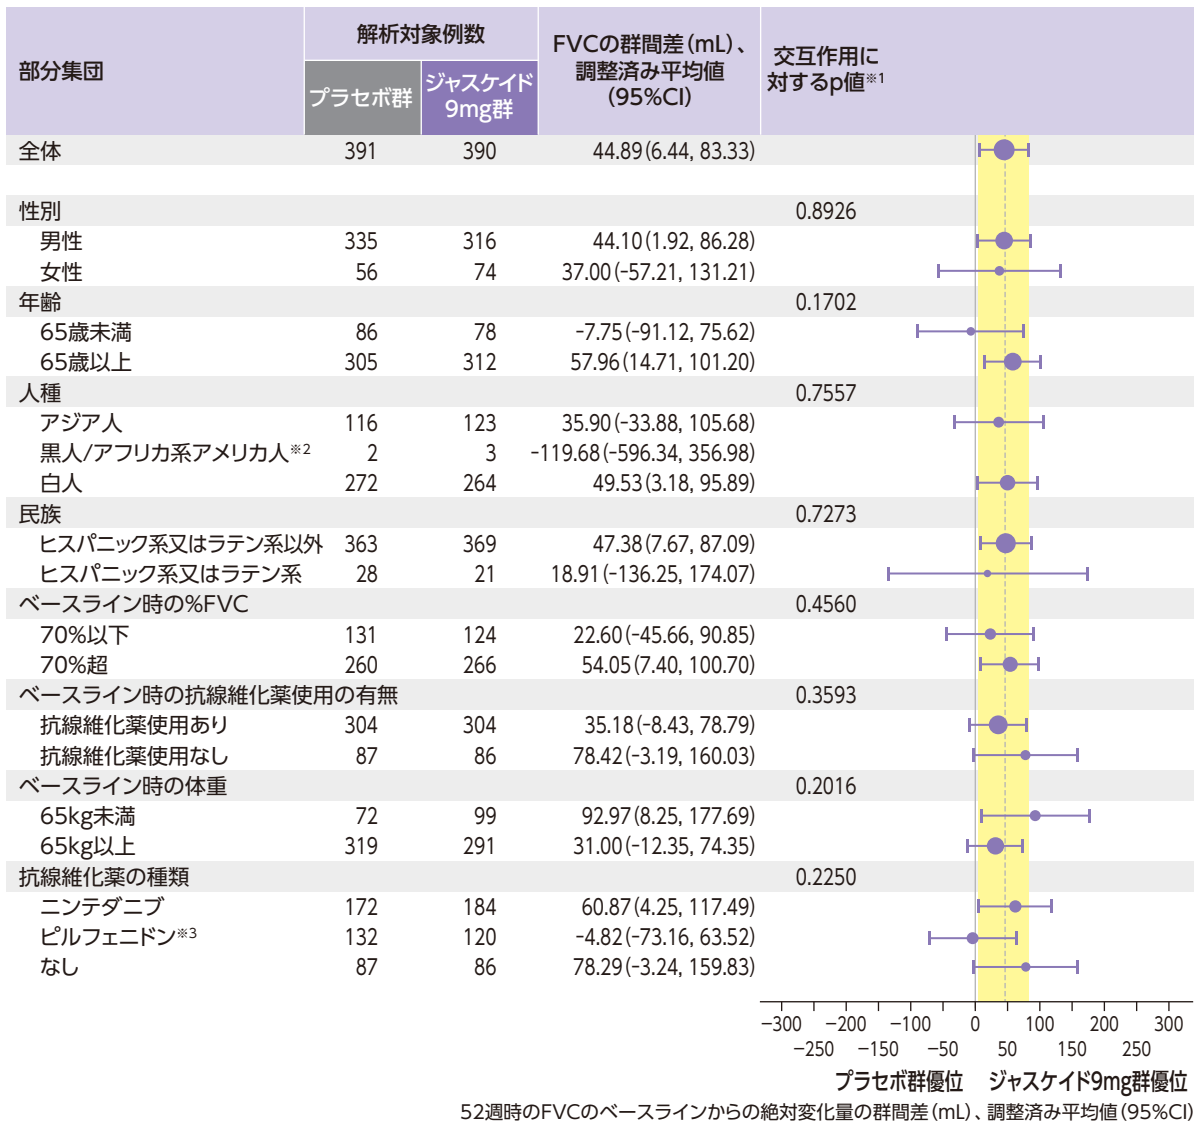 部分集団 解析対象例数 FVCの群間差(mL)、調整済み平均値(95%CI) 交互作用に対するp値※1
プラセボ群 ジャスケイド9mg群
全体 391 390 44.89(6.44, 83.33)
性別 0.8926
男性 335 316 44.10(1.92, 86.28)
女性 56 74 37.00(-57.21, 131.21)
年齢 0.1702
65歳未満 86 78 -7.75(-91.12, 75.62)
65歳以上 305 312 57.96(14.71, 101.20)
人種 0.7557
アジア人 116 123 35.90(-33.88, 105.68)
黒人/アフリカ系アメリカ人※2 2 3 -119.68(-596.34, 356.98)
白人 272 264 49.53(3.18, 95.89)
民族 0.7273
ヒスパニック系又はラテン系以外 363 369 47.38(7.67, 87.09)
ヒスパニック系又はラテン系 28 21 18.91(-136.25, 174.07)
ベースライン時の%FVC 0.4560
70%以下 131 124 22.60(-45.66, 90.85)
70%超 260 266 54.05(7.40, 100.70)
ベースライン時の抗線維化薬使用の有無 0.3593
抗線維化薬使用あり 304 304 35.18(-8.43, 78.79)
抗線維化薬使用なし 87 86 78.42(-3.19, 160.03)
ベースライン時の体重 0.2016
65kg未満 72 99 92.97(8.25, 177.69)
65kg以上 319 291 31.00(-12.35, 74.35)
抗線維化薬の種類 0.2250
ニンテダニブ 172 184 60.87(4.25, 117.49)
ピルフェニドン※3 132 120 -4.82(-73.16, 63.52)
なし 87 86 78.29(-3.24, 159.83)
−300 −200 −100 0 100 200 300
−250 −150 −50 50 150 250
プラセボ群優位 ジャスケイド9mg群優位
52週時のFVCのベースラインからの絶対変化量の群間差(mL)、調整済み平均値(95%CI)